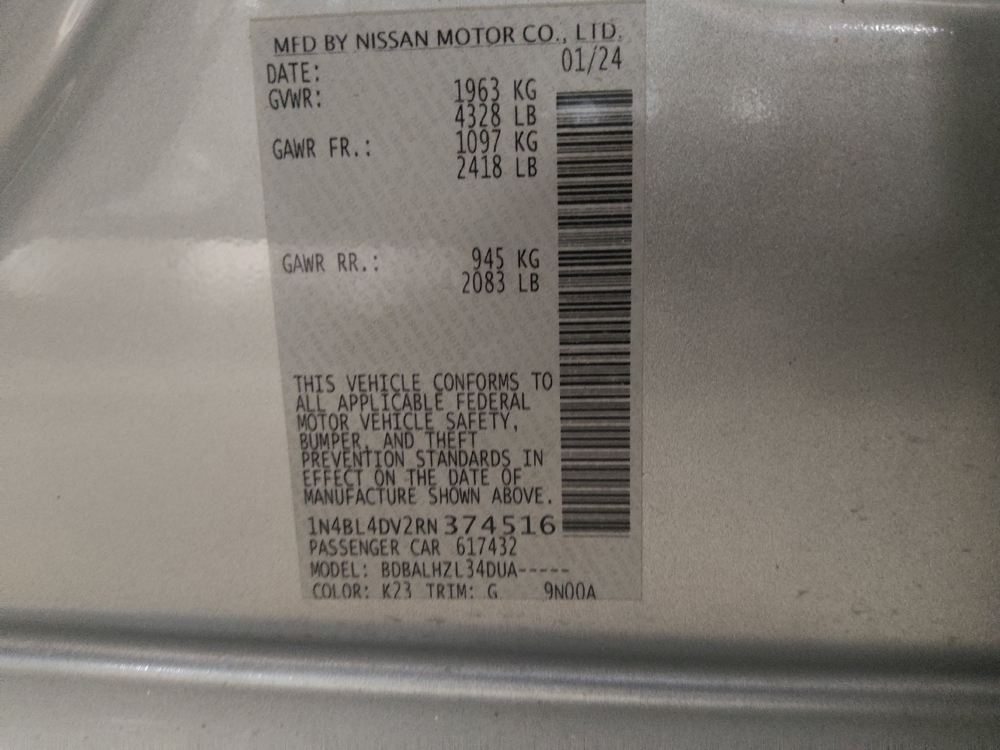 MFD BY NISSAN MOTOR CO., LTD.
DATE: 01/24
GVWR: 1963 KG
4328 LB
GAWR FR.: 1097 KG
2418 LB
GAWR RR.: 945 KG
2083 LB
THIS VEHICLE CONFORMS TO
ALL APPLICABLE FEDERAL
MOTOR VEHICLE SAFETY,
BUMPER, AND THEFT
PREVENTION STANDARDS IN
EFFECT ON THE DATE OF
MANUFACTURE SHOWN ABOVE.
1N4BL4DV2RN374516
PASSENGER CAR 617432
MODEL: BDBALHZL34DUA-----
COLOR: K23 TRIM: G 9N00A